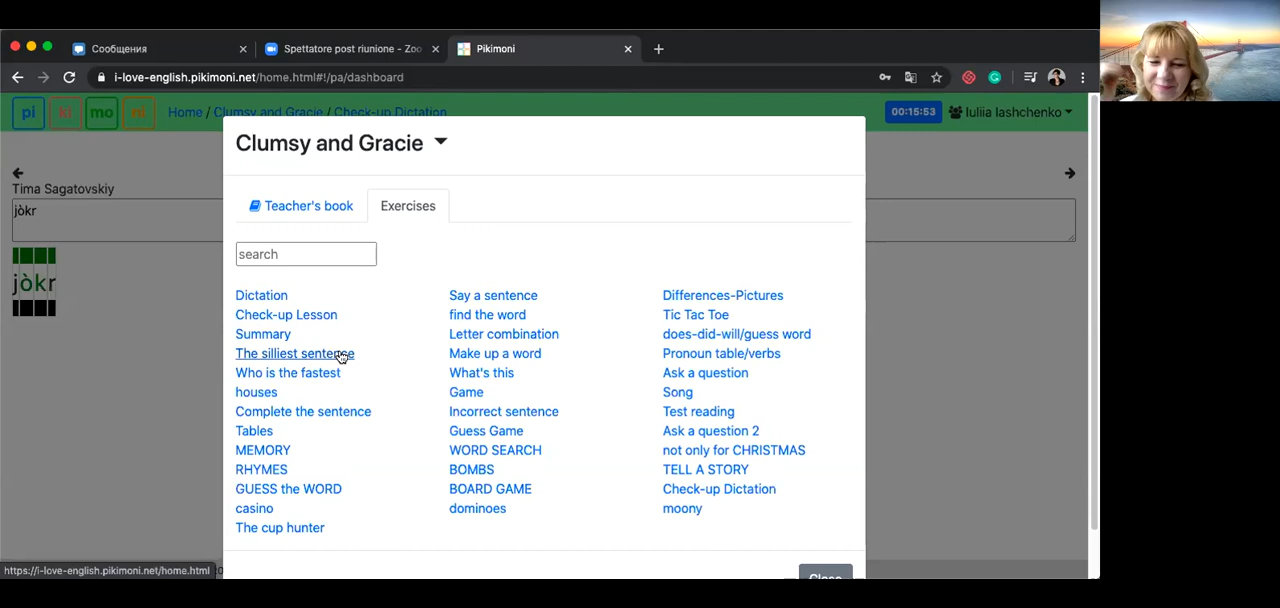 Сообщения
Spettatore post riunione - Zoo
Pikimoni
i-love-english.pikimoni.net/home.html#!/pa/dashboard
pi ki mo ni Home / Clumsy and Gracie / Check-up Dictation 00:15:53 Iuliia Iashchenko
Clumsy and Gracie
Tima Sagatovskiy
jòkr
jòkr
Teacher's book Exercises
search
Dictation Say a sentence Differences-Pictures
Check-up Lesson find the word Tic Tac Toe
Summary Letter combination does-did-will/guess word
The silliest sentence Make up a word Pronoun table/verbs
Who is the fastest What's this Ask a question
houses Game Song
Complete the sentence Incorrect sentence Test reading
Tables Guess Game Ask a question 2
MEMORY WORD SEARCH not only for CHRISTMAS
RHYMES BOMBS TELL A STORY
GUESS the WORD BOARD GAME Check-up Dictation
casino dominoes moony
The cup hunter
Close
https://i-love-english.pikimoni.net/home.html